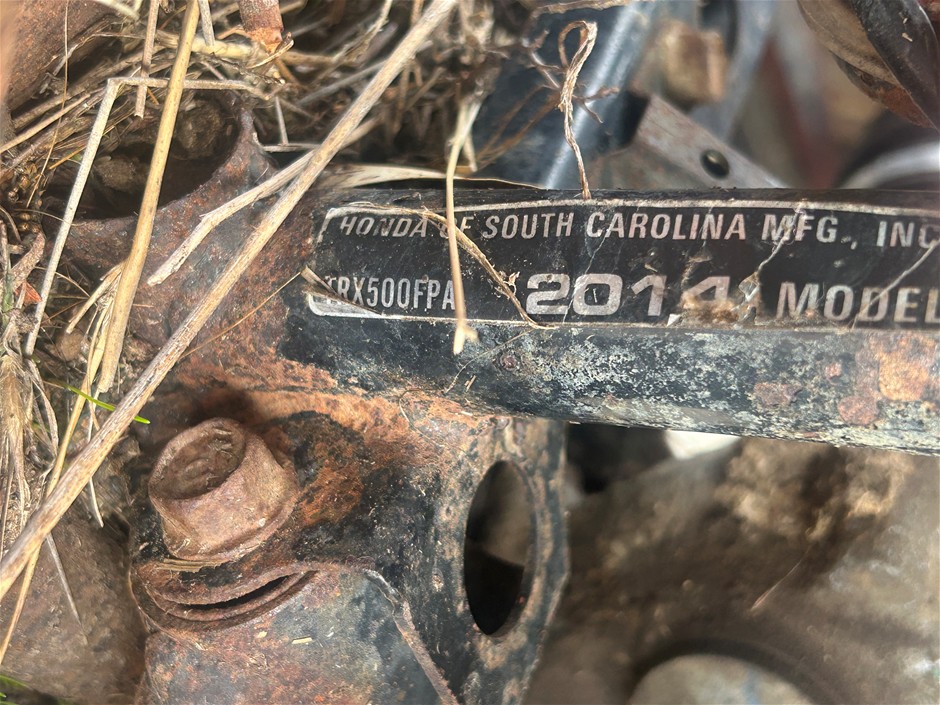 HONDA OF SOUTH CAROLINA MFG., INC
TRX500FPA 2014 MODEL